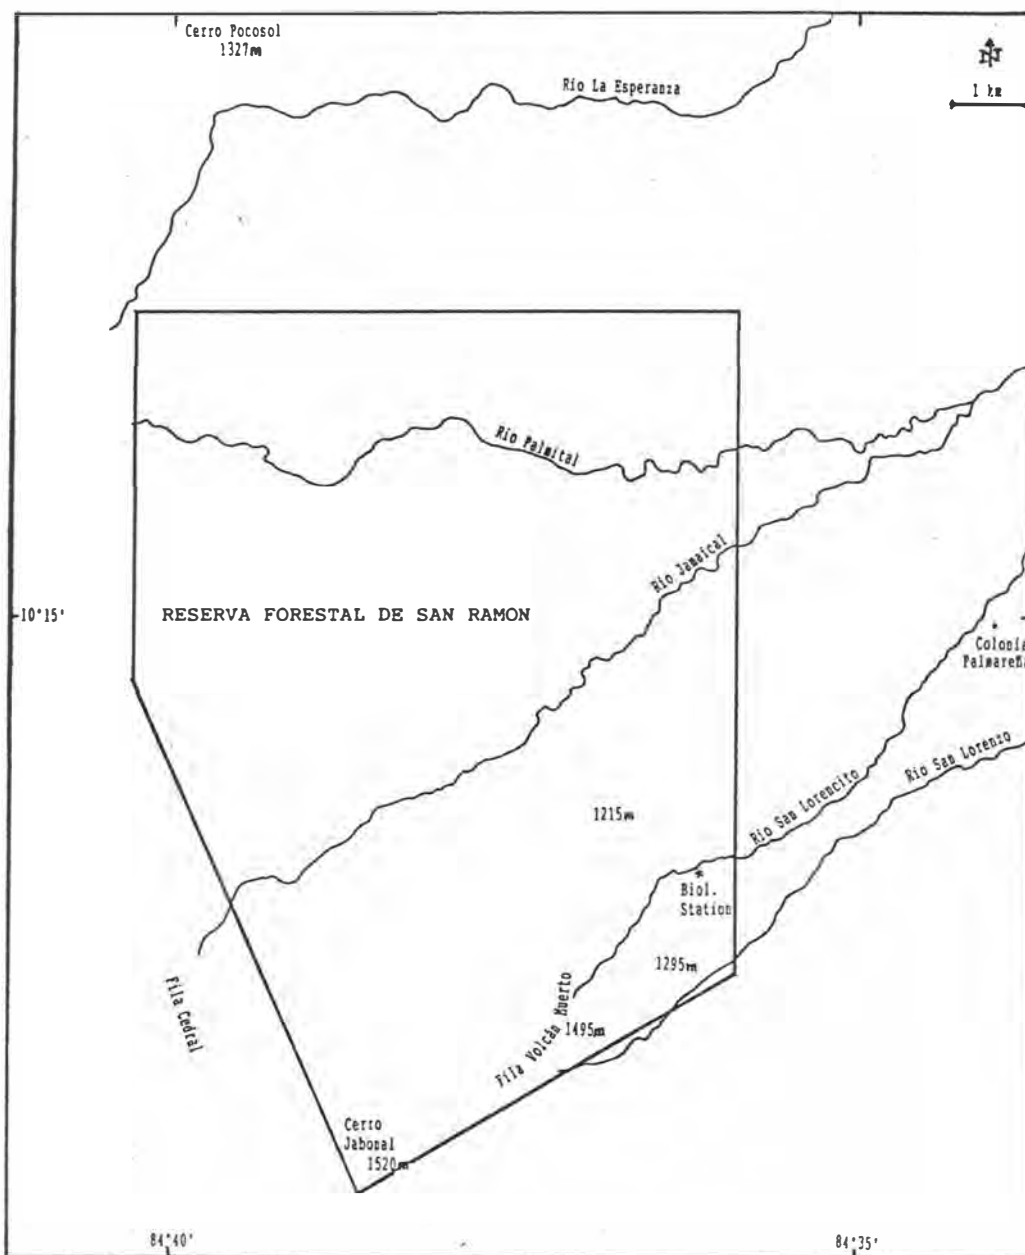 Cerro Pocosol
1327m
N
1 km
Río La Esperanza
Río Palmital
Río Jamaical
10°15'
RESERVA FORESTAL DE SAN RAMON
Colonia
Palmareña
Río San Lorenzo
Río San Lorencito
1215m
*
Biol.
Station
1295m
Fila Cedral
Fila Volcán Muerto
1495m
Cerro
Jabonal
1520m
84°40'
84°35'